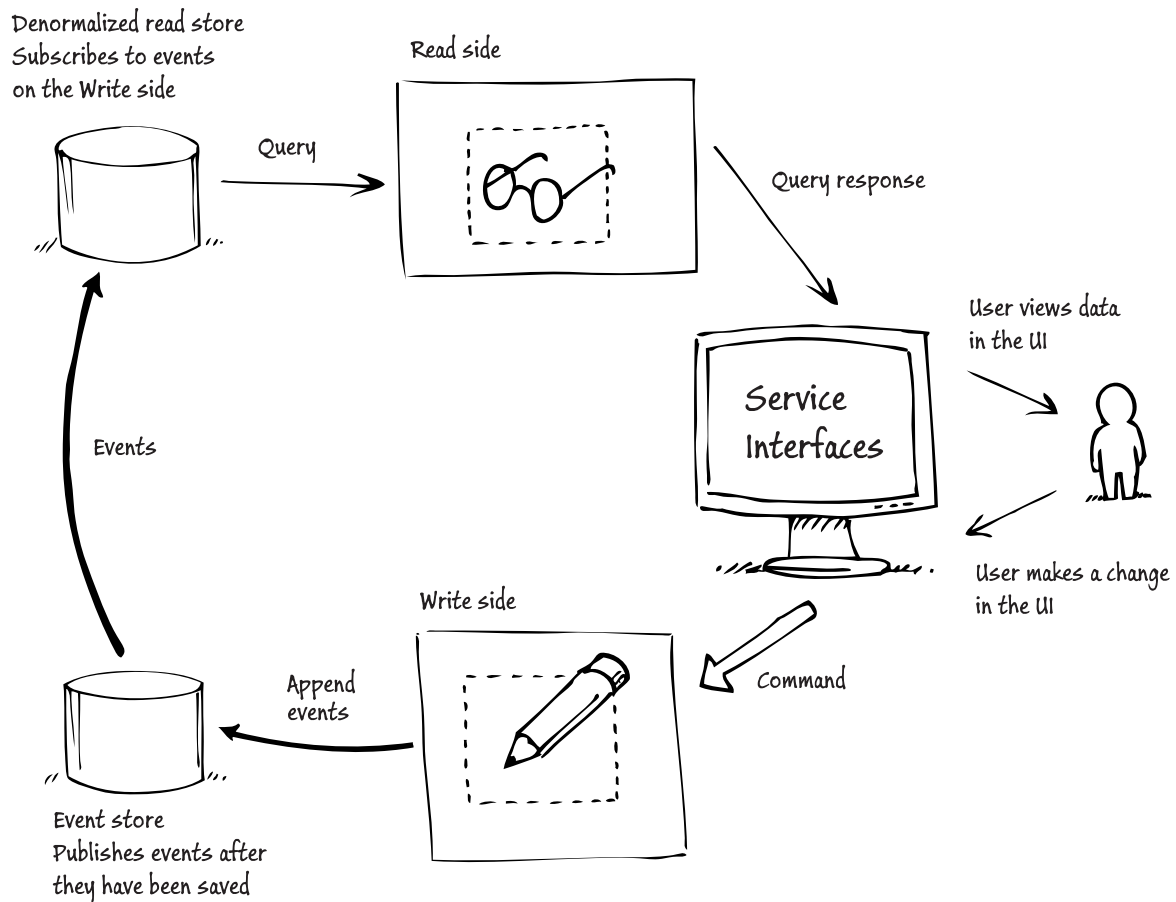 Denormalized read store
Subscribes to events
on the Write side
Read side
Query
Query response
User views data
in the UI
Service
Interfaces
Events
User makes a change
in the UI
Write side
Command
Append
events
Event store
Publishes events after
they have been saved